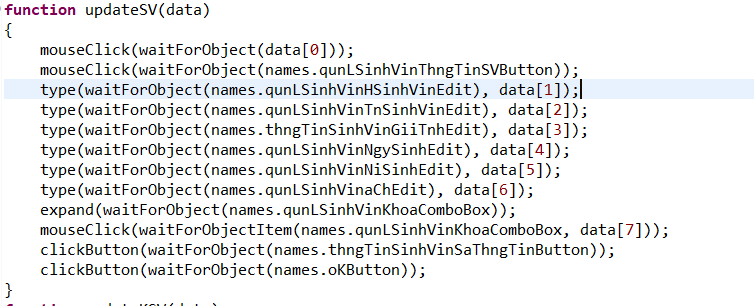 function updateSV(data)
{
    mouseClick(waitForObject(data[0]));
    mouseClick(waitForObject(names.qunLSinhVinThngTinSVButton));
    type(waitForObject(names.qunLSinhVinHSinhVinEdit), data[1]);
    type(waitForObject(names.qunLSinhVinTnSinhVinEdit), data[2]);
    type(waitForObject(names.thngTinSinhVinGiiTnhEdit), data[3]);
    type(waitForObject(names.qunLSinhVinNgySinhEdit), data[4]);
    type(waitForObject(names.qunLSinhVinNiSinhEdit), data[5]);
    type(waitForObject(names.qunLSinhVinaChEdit), data[6]);
    expand(waitForObject(names.qunLSinhVinKhoaComboBox));
    mouseClick(waitForObjectItem(names.qunLSinhVinKhoaComboBox, data[7]));
    clickButton(waitForObject(names.thngTinSinhVinSaThngTinButton));
    clickButton(waitForObject(names.oKButton));
}